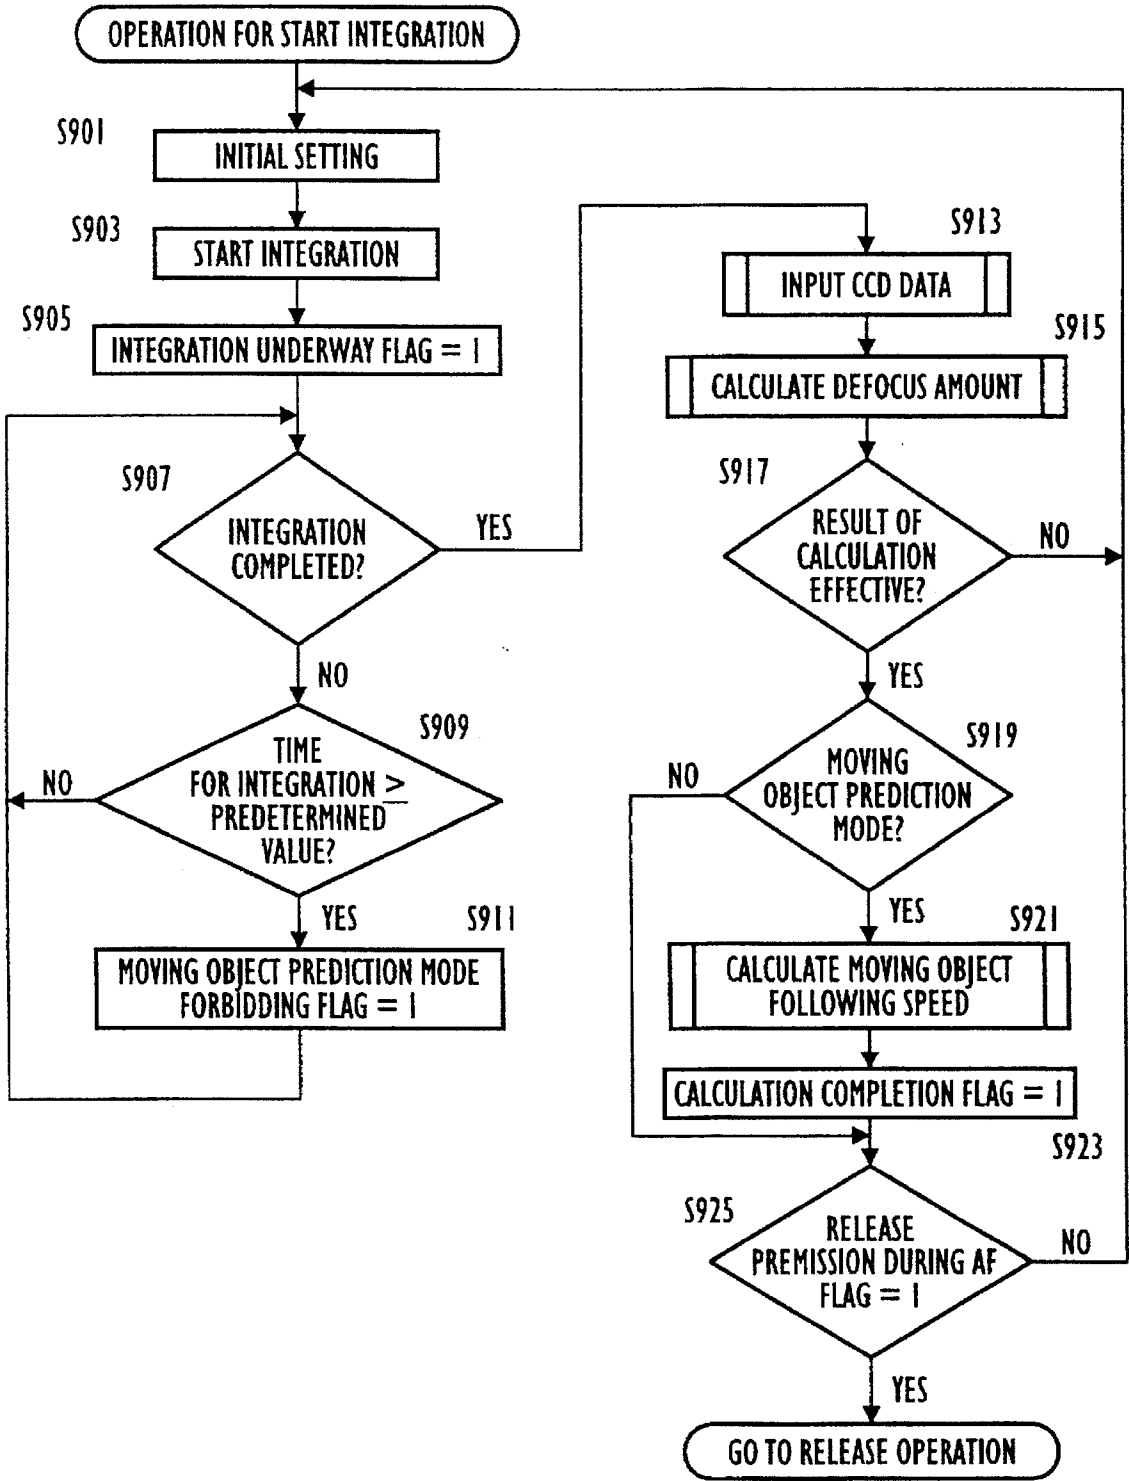 OPERATION FOR START INTEGRATION
S901
INITIAL SETTING
S903
START INTEGRATION
S905
INTEGRATION UNDERWAY FLAG = 1
S907
INTEGRATION
COMPLETED?
YES
NO
S909
TIME
FOR INTEGRATION ≥
PREDETERMINED
VALUE?
NO
YES
S911
MOVING OBJECT PREDICTION MODE
FORBIDDING FLAG = 1
S913
INPUT CCD DATA
S915
CALCULATE DEFOCUS AMOUNT
S917
RESULT OF
CALCULATION
EFFECTIVE?
NO
YES
S919
MOVING
OBJECT PREDICTION
MODE?
NO
YES
S921
CALCULATE MOVING OBJECT
FOLLOWING SPEED
CALCULATION COMPLETION FLAG = 1
S923
S925
RELEASE
PREMISSION DURING AF
FLAG = 1
NO
YES
GO TO RELEASE OPERATION